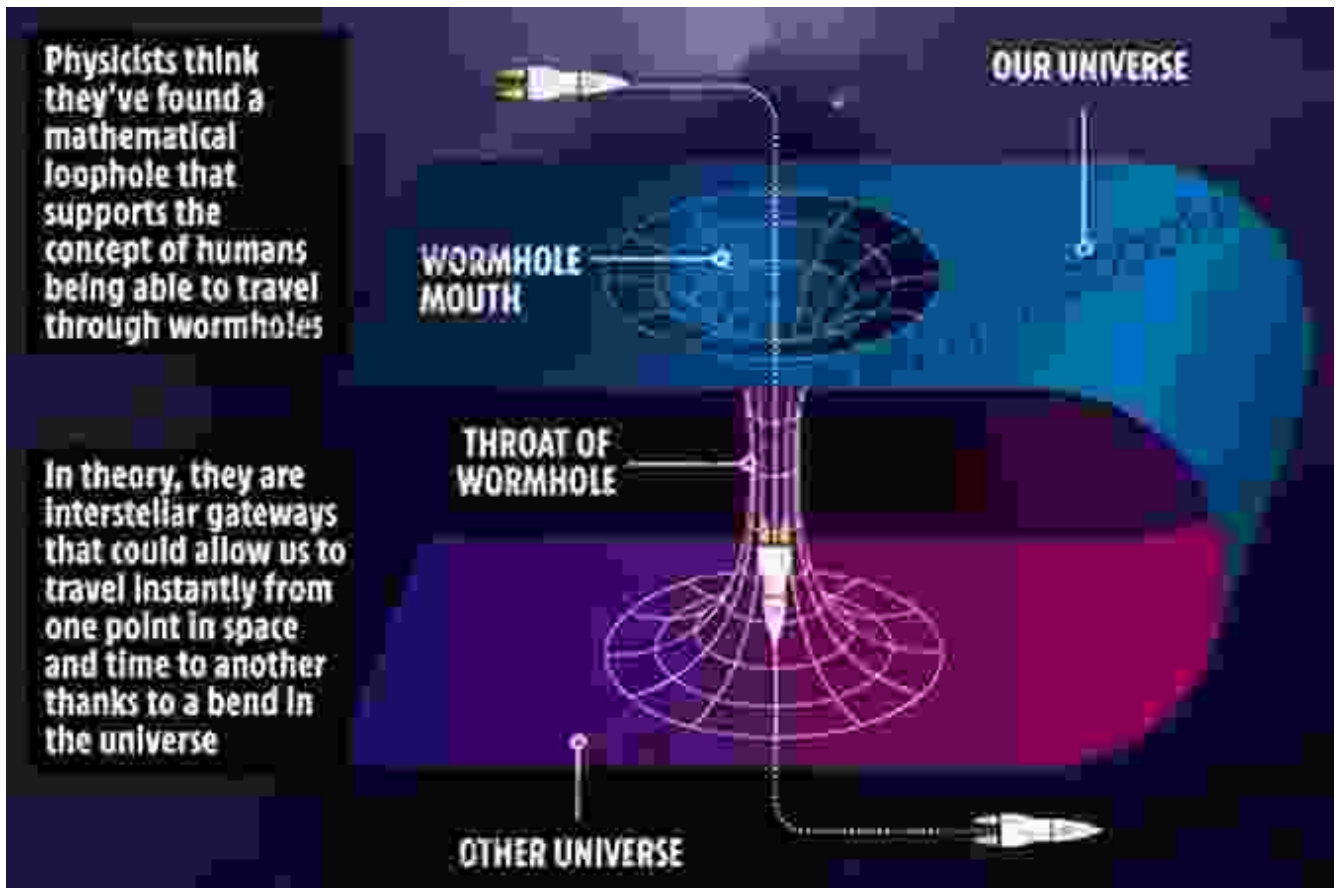 Physicists think
they've found a
mathematical
loophole that
supports the
concept of humans
being able to travel
through wormholes
In theory, they are
interstellar gateways
that could allow us to
travel instantly from
one point in space
and time to another
thanks to a bend in
the universe
OUR UNIVERSE
WORMHOLE
MOUTH
THROAT OF
WORMHOLE
OTHER UNIVERSE